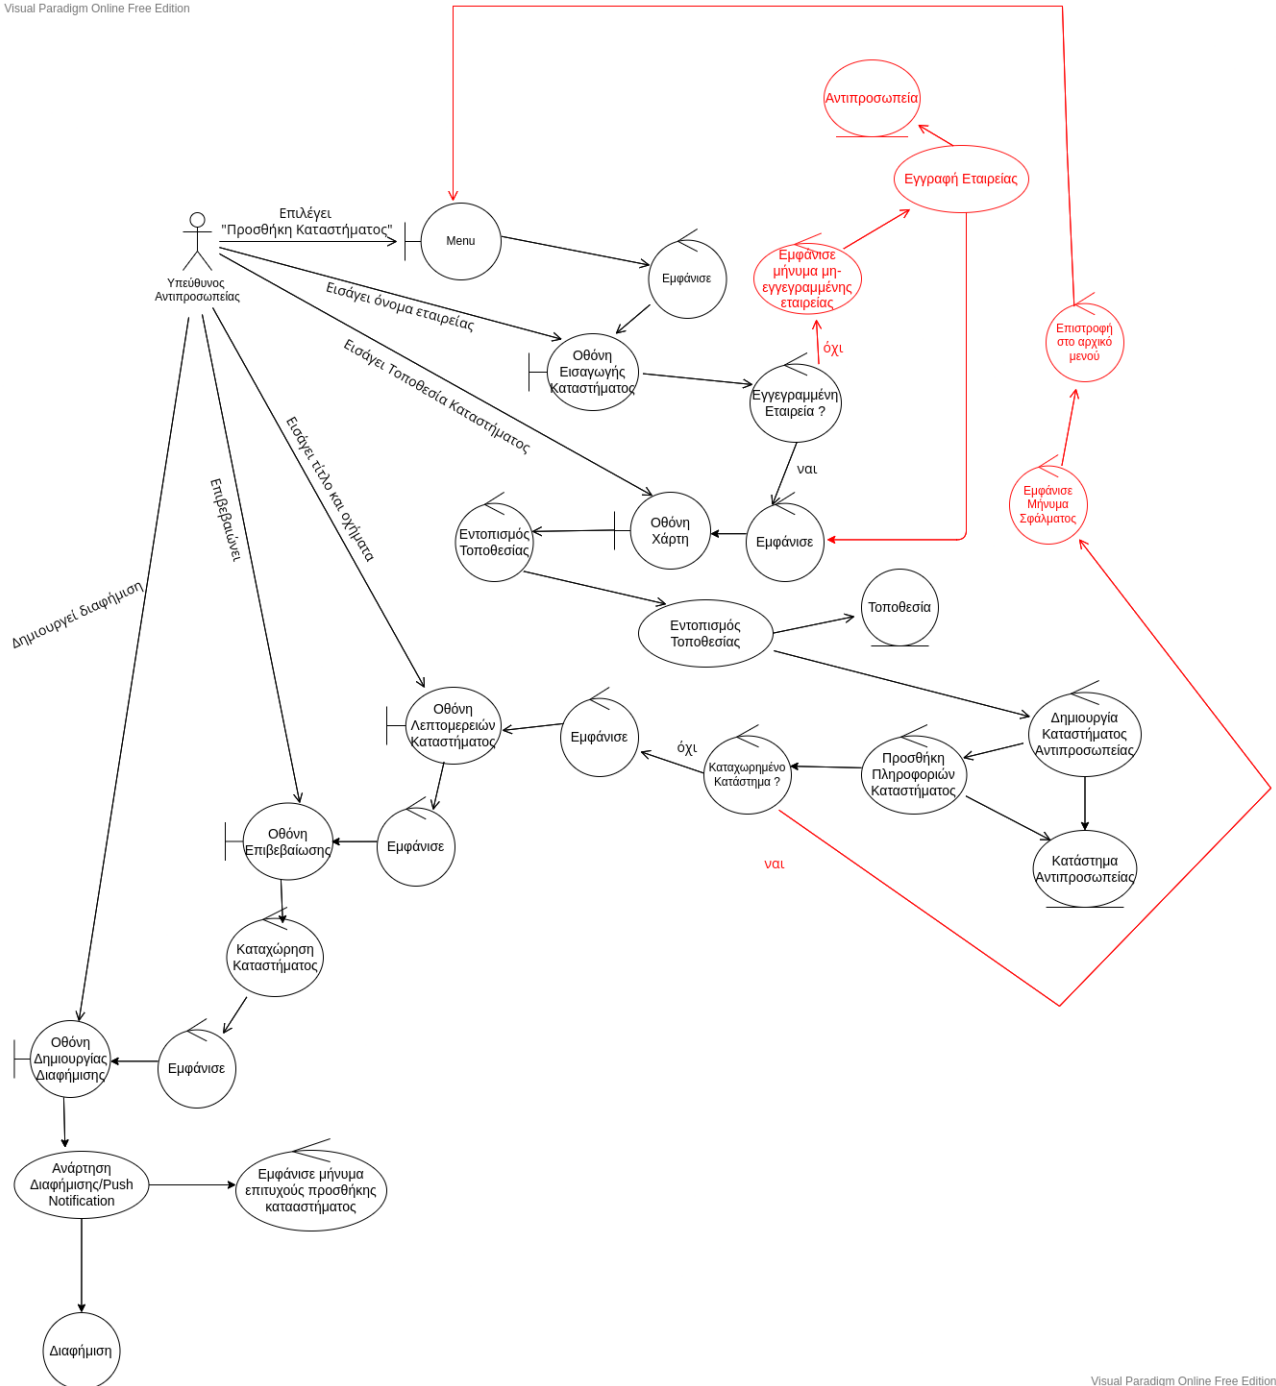 Visual Paradigm Online Free Edition
Αντιπροσωπεία
Εγγραφή Εταιρείας
Επιλέγει
"Προσθήκη Καταστήματος"
Menu
Εμφάνισε
Εμφάνισε
μήνυμα μη-
εγγεγραμμένης
εταιρείας
Υπεύθυνος
Αντιπροσωπείας
Εισάγει όνομα εταιρείας
Επιστροφή
στο αρχικό
μενού
όχι
Οθόνη
Εισαγωγής
Καταστήματος
Εισάγει Τοποθεσία Καταστήματος
Εγγεγραμμένη
Εταιρεία ?
ναι
Εισάγει τίτλο και οχήματα
Επιβεβαιώνει
Εμφάνισε
Μήνυμα
Σφάλματος
Εντοπισμός
Τοποθεσίας
Οθόνη
Χάρτη
Εμφάνισε
Δημιουργεί διαφήμιση
Τοποθεσία
Εντοπισμός
Τοποθεσίας
Οθόνη
Λεπτομερειών
Καταστήματος
Εμφάνισε
όχι
Καταχωρημένο
Κατάστημα ?
Προσθήκη
Πληροφοριών
Καταστήματος
Δημιουργία
Καταστήματος
Αντιπροσωπείας
Οθόνη
Επιβεβαίωσης
Εμφάνισε
ναι
Κατάστημα
Αντιπροσωπείας
Καταχώρηση
Καταστήματος
Οθόνη
Δημιουργίας
Διαφήμισης
Εμφάνισε
Ανάρτηση
Διαφήμισης/Push
Notification
Εμφάνισε μήνυμα
επιτυχούς προσθήκης
κατααστήματος
Διαφήμιση
Visual Paradigm Online Free Edition